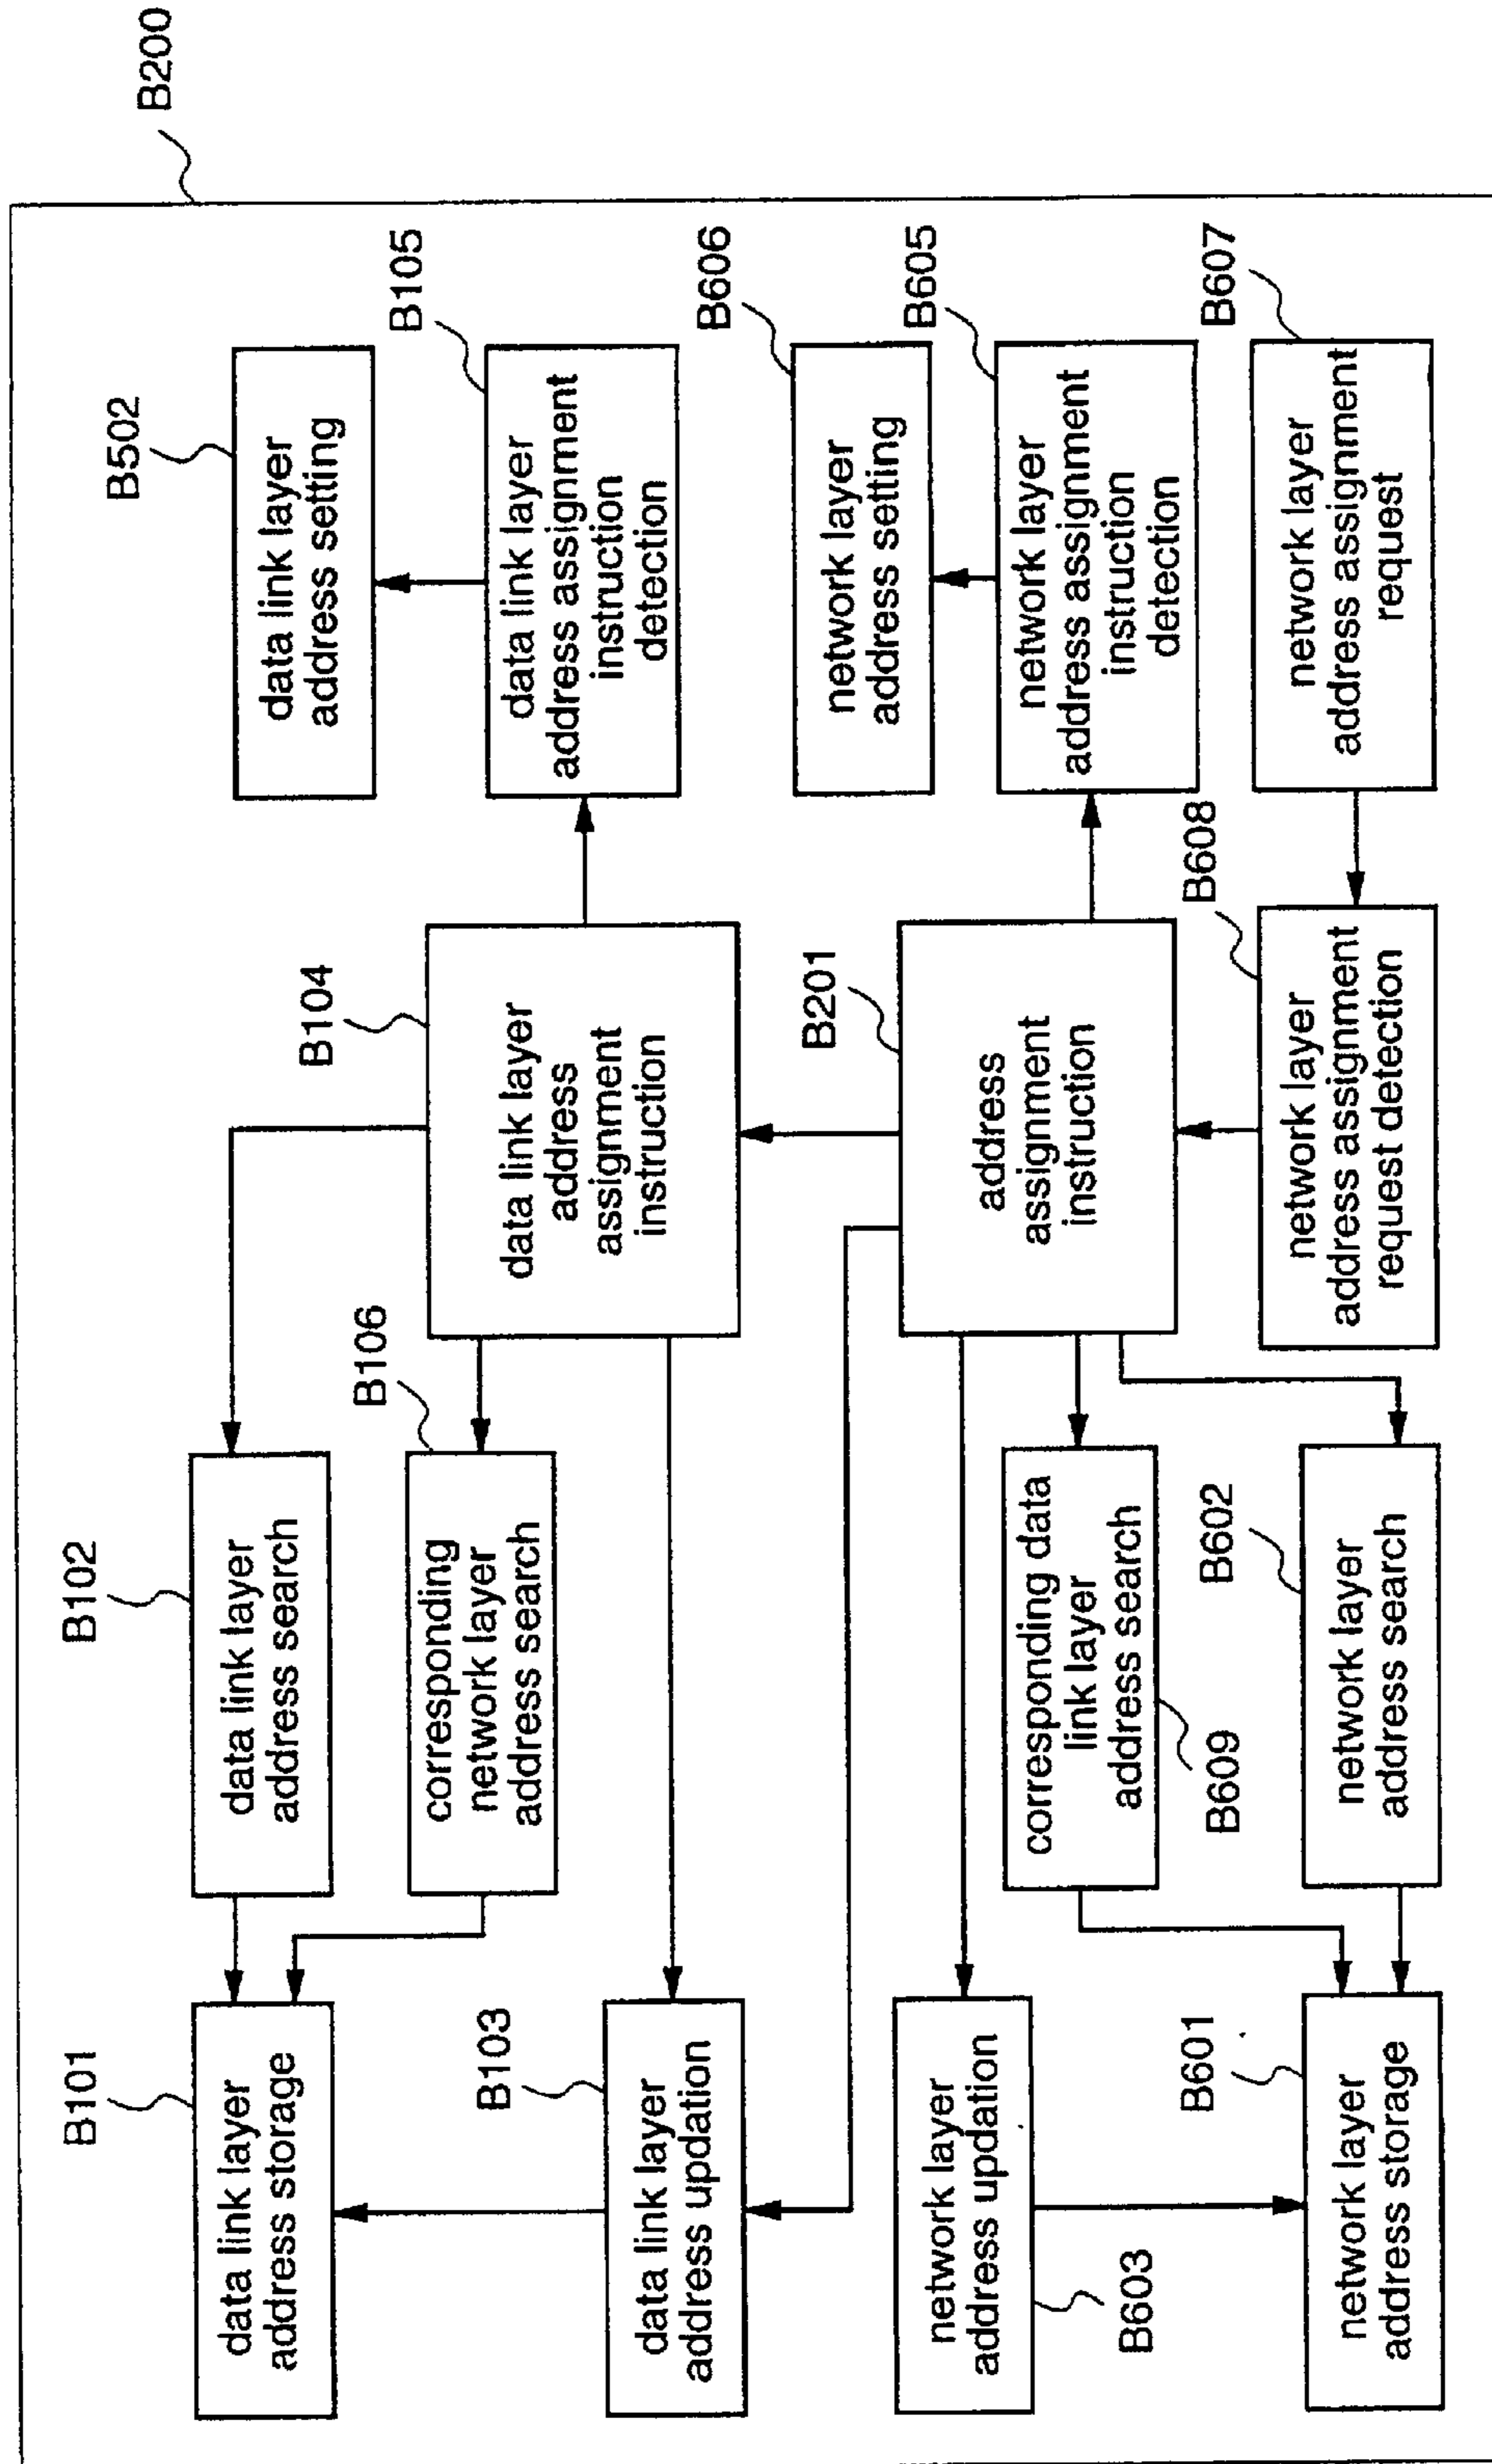 B200
B101
data link layer
address storage
B102
data link layer
address search
B502
data link layer
address setting
B106
corresponding
network layer
address search
B104
data link layer
address
assignment
instruction
B105
data link layer
address assignment
instruction
detection
B103
data link layer
address updation
B606
network layer
address setting
B201
address
assignment
instruction
B605
network layer
address assignment
instruction
detection
network layer
address updation
B603
corresponding data
link layer
address search
B609
B601
network layer
address storage
B602
network layer
address search
B608
network layer
address assignment
request detection
B607
network layer
address assignment
request